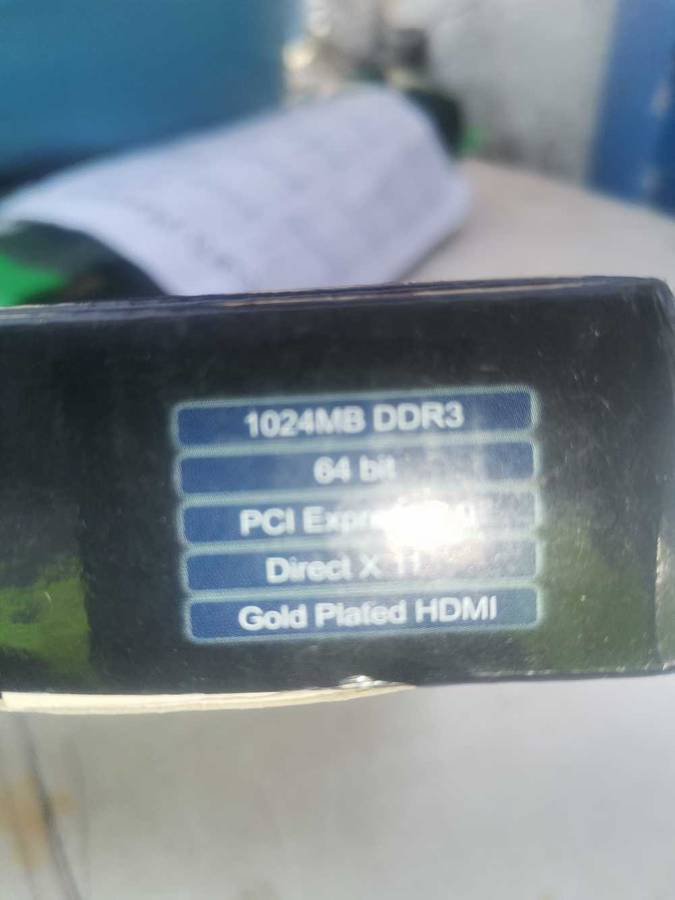 1024MB DDR3
64 bit
PCI
Direct X 11
Gold Plated HDMI